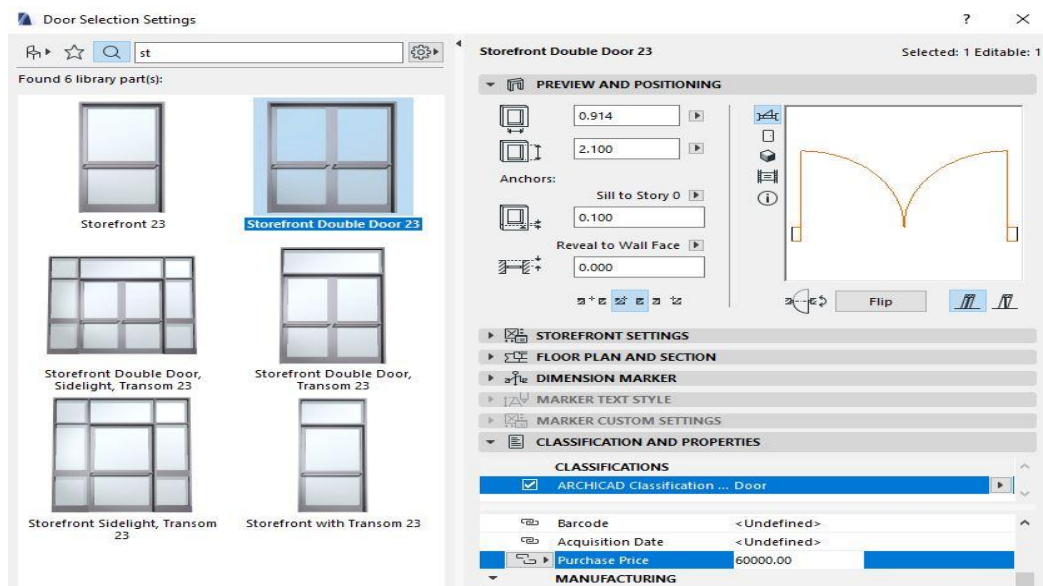 Door Selection Settings
? ×
st
Found 6 library part(s):
Storefront 23
Storefront Double Door 23
Storefront Double Door,
Sidelight, Transom 23
Storefront Double Door,
Transom 23
Storefront Sidelight, Transom
23
Storefront with Transom 23
Storefront Double Door 23
Selected: 1 Editable: 1
PREVIEW AND POSITIONING
0.914
2.100
Anchors:
Sill to Story 0
0.100
Reveal to Wall Face
0.000
Flip
STOREFRONT SETTINGS
FLOOR PLAN AND SECTION
DIMENSION MARKER
MARKER TEXT STYLE
MARKER CUSTOM SETTINGS
CLASSIFICATION AND PROPERTIES
CLASSIFICATIONS
ARCHICAD Classification ... Door
Barcode <Undefined>
Acquisition Date <Undefined>
Purchase Price 60000.00
MANUFACTURING